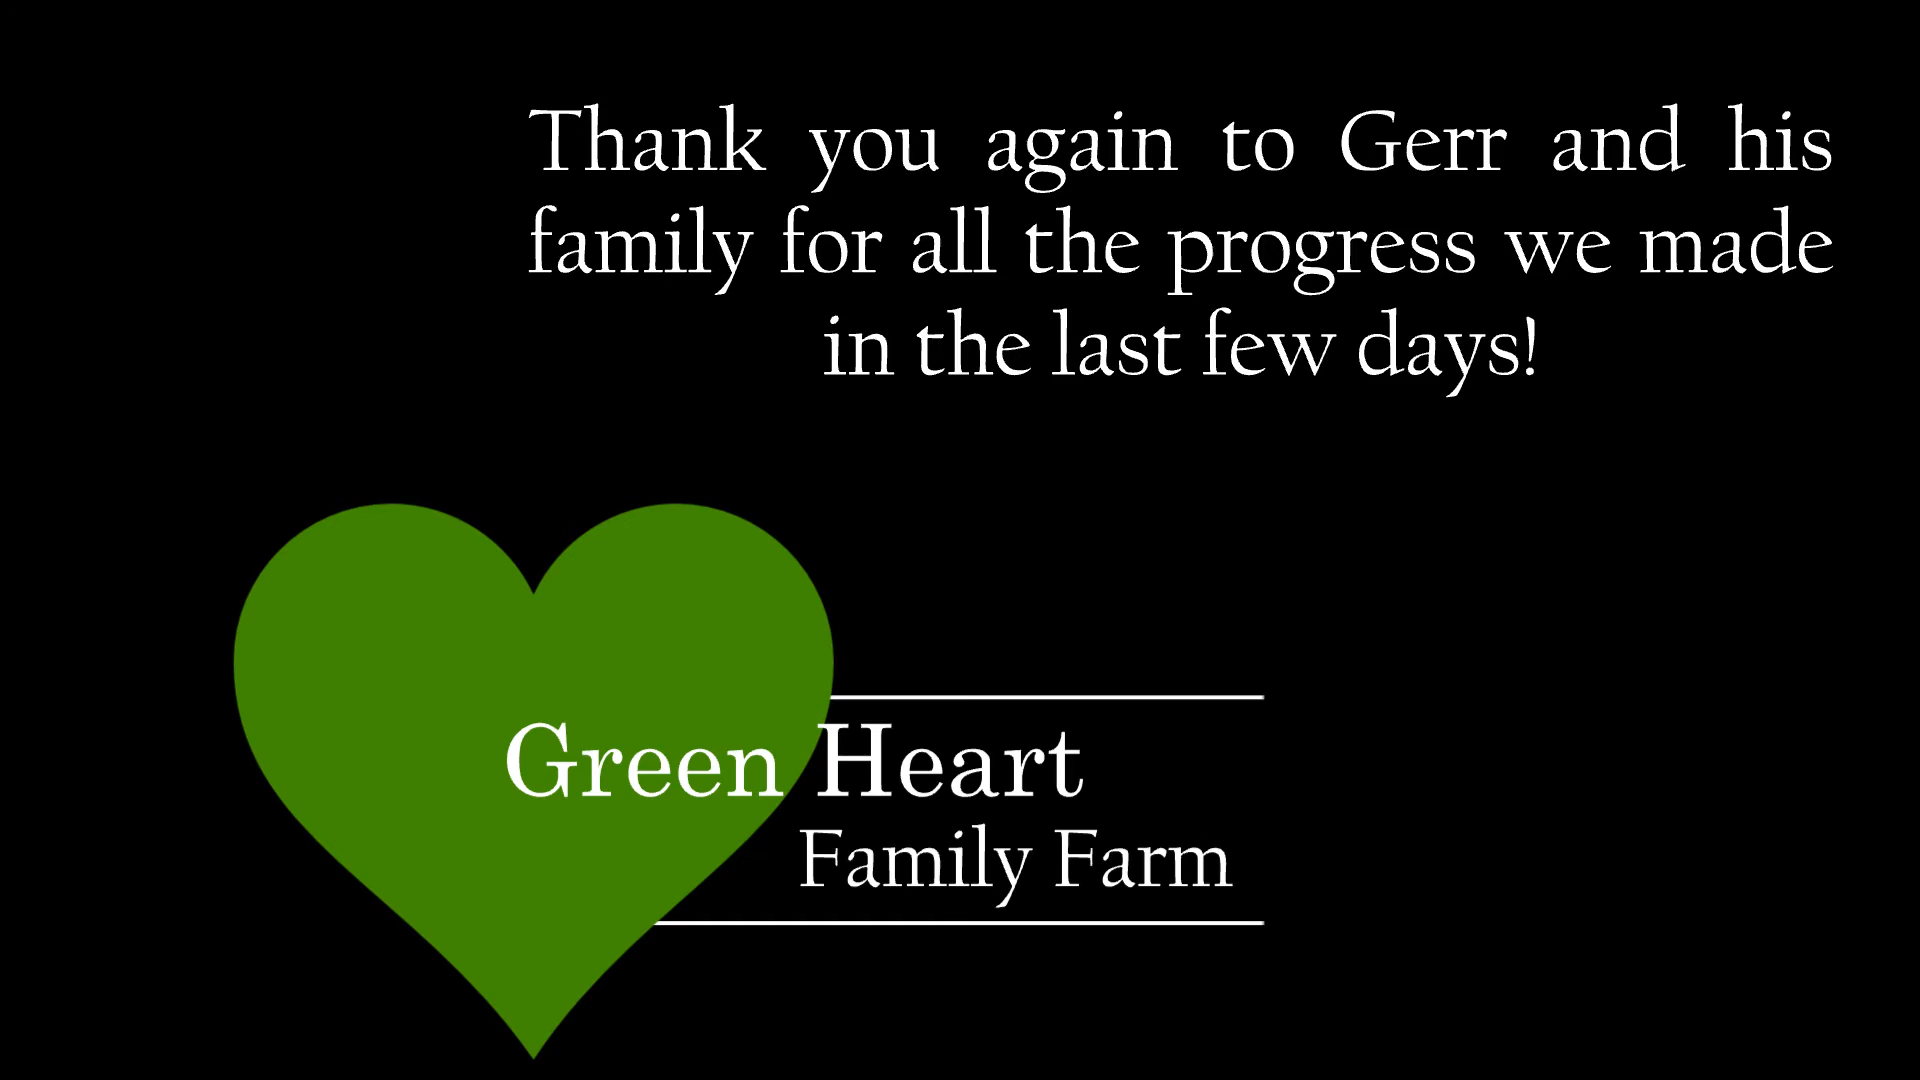 Thank you again to Gerr and his
family for all the progress we made
in the last few days!
Green Heart
Family Farm